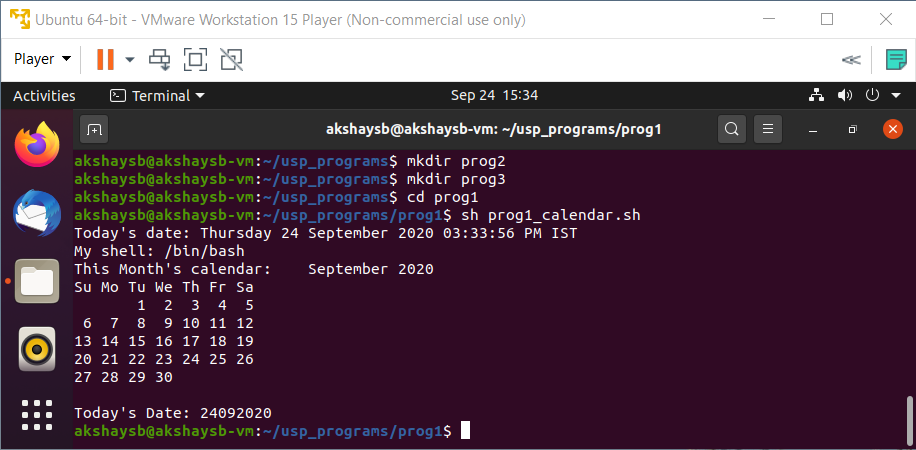 Ubuntu 64-bit - VMware Workstation 15 Player (Non-commercial use only)
Player
Activities
Terminal
Sep 24 15:34
akshaysb@akshaysb-vm: ~/usp_programs/prog1
akshaysb@akshaysb-vm:~/usp_programs$ mkdir prog2
akshaysb@akshaysb-vm:~/usp_programs$ mkdir prog3
akshaysb@akshaysb-vm:~/usp_programs$ cd prog1
akshaysb@akshaysb-vm:~/usp_programs/prog1$ sh prog1_calendar.sh
Today's date: Thursday 24 September 2020 03:33:56 PM IST
My shell: /bin/bash
This Month's calendar:    September 2020
Su Mo Tu We Th Fr Sa
       1  2  3  4  5
 6  7  8  9 10 11 12
13 14 15 16 17 18 19
20 21 22 23 24 25 26
27 28 29 30
Today's Date: 24092020
akshaysb@akshaysb-vm:~/usp_programs/prog1$